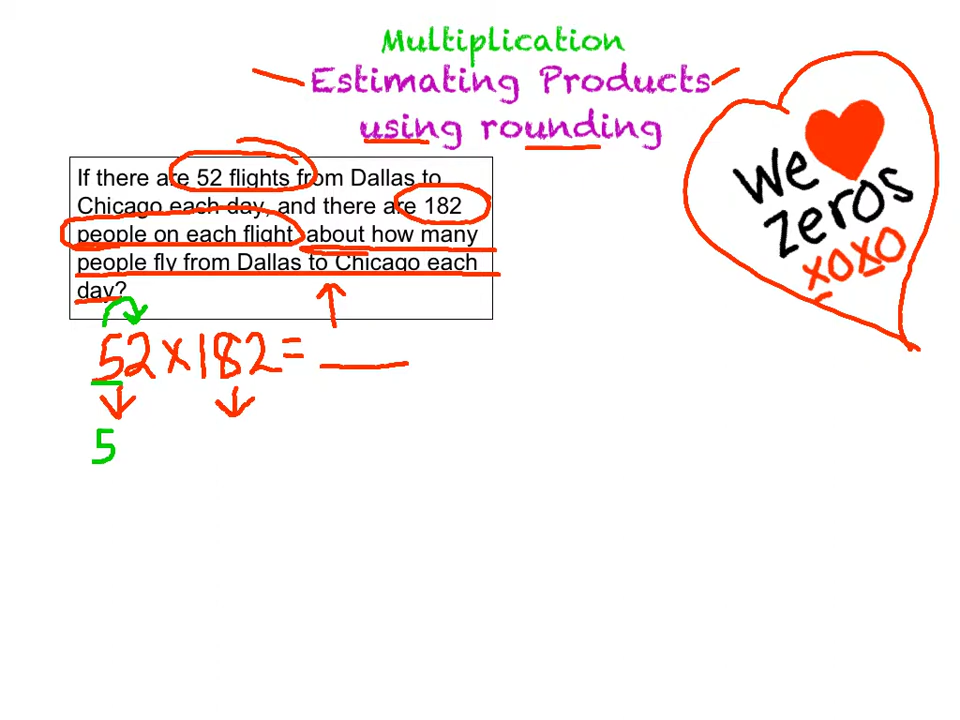 Multiplication
Estimating Products
using rounding
If there are 52 flights from Dallas to
Chicago each day, and there are 182
people on each flight, about how many
people fly from Dallas to Chicago each
day?
52x182=
5
We
zeros
xoxo